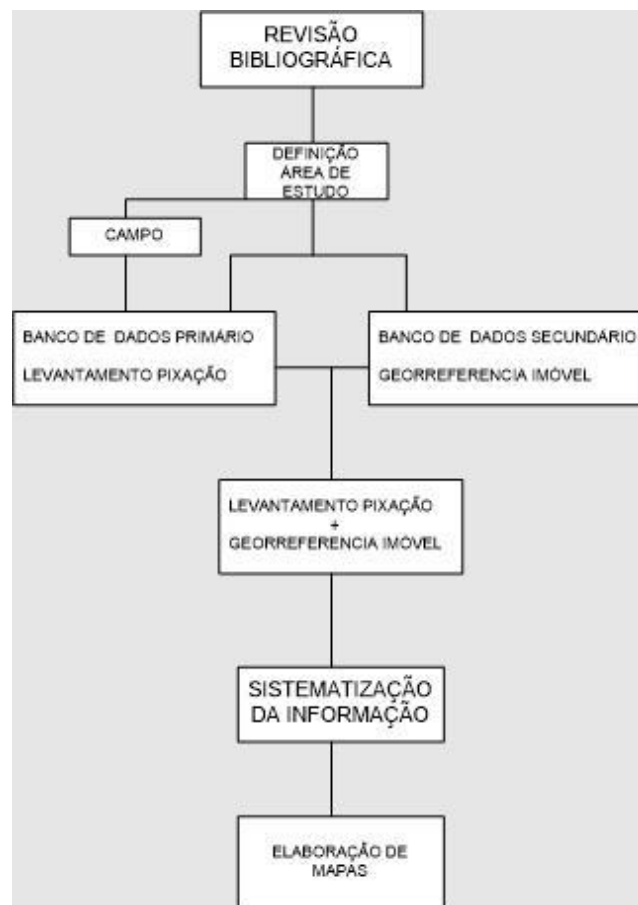 REVISÃO
BIBLIOGRÁFICA
DEFINIÇÃO
AREA DE
ESTUDO
CAMPO
BANCO DE DADOS PRIMÁRIO
LEVANTAMENTO PIXAÇÃO
BANCO DE DADOS SECUNDÁRIO
GEORREFERENCIA IMÓVEL
LEVANTAMENTO PIXAÇÃO
+
GEORREFERENCIA IMÓVEL
SISTEMATIZAÇÃO
DA INFORMAÇÃO
ELABORAÇÃO DE
MAPAS